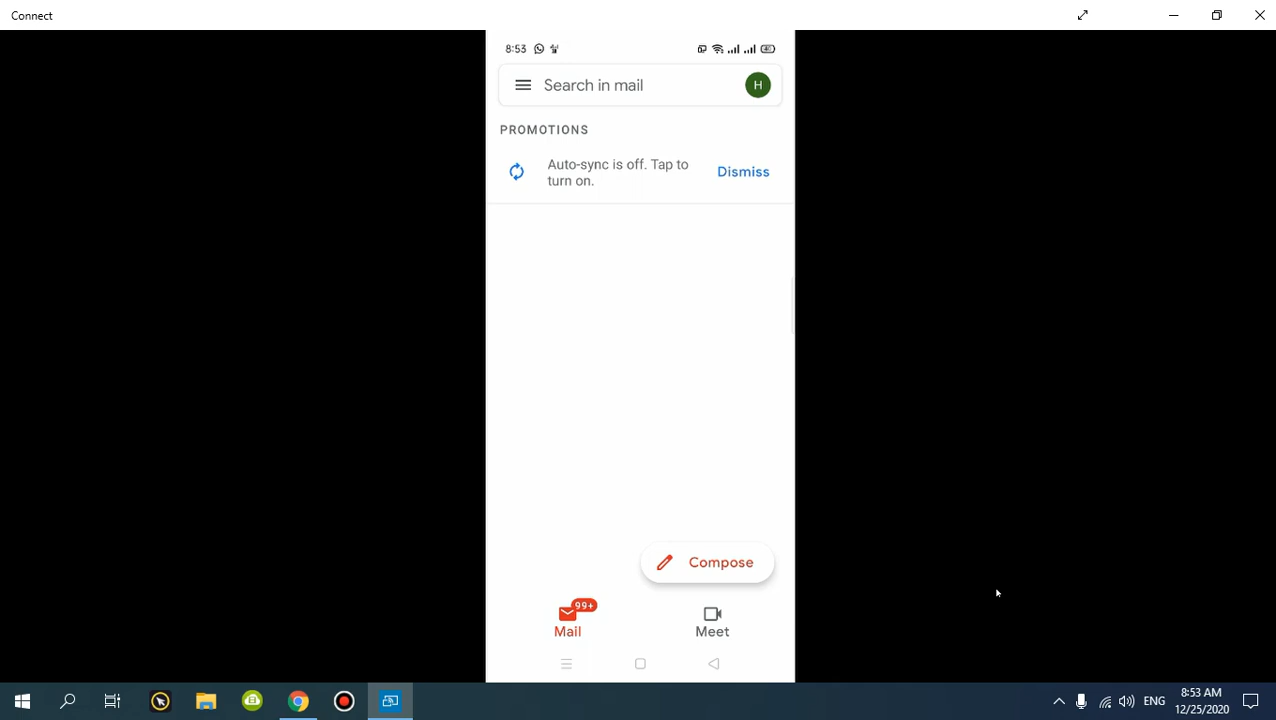 Connect
8:53
Search in mail
H
PROMOTIONS
Auto-sync is off. Tap to
turn on.
Dismiss
Compose
99+
Mail
Meet
ENG
8:53 AM
12/25/2020